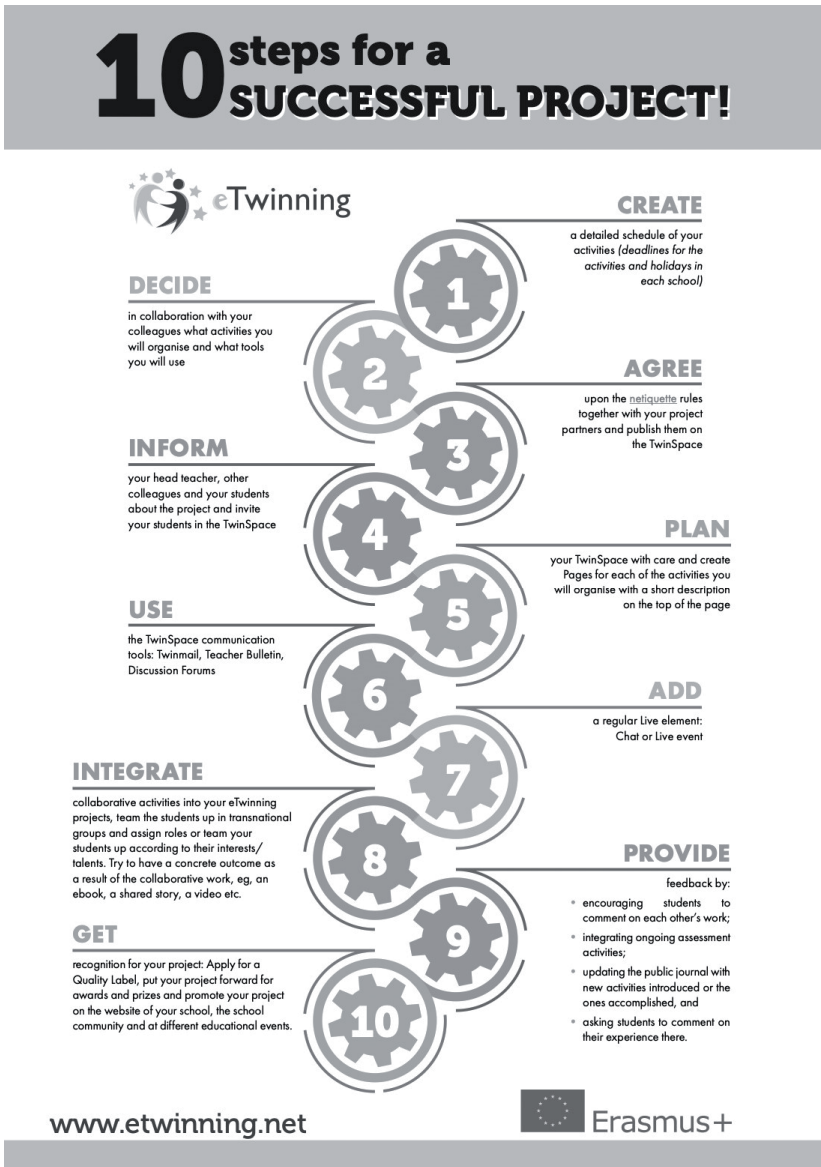 10 steps for a
SUCCESSFUL PROJECT!
eTwinning
CREATE
a detailed schedule of your
activities (deadlines for the
activities and holidays in
each school)
1
DECIDE
in collaboration with your
colleagues what activities you
will organise and what tools
you will use
2
AGREE
upon the netiquette rules
together with your project
partners and publish them on
the TwinSpace
3
INFORM
your head teacher, other
colleagues and your students
about the project and invite
your students in the TwinSpace
4
PLAN
your TwinSpace with care and create
Pages for each of the activities you
will organise with a short description
on the top of the page
5
USE
the TwinSpace communication
tools: Twinmail, Teacher Bulletin,
Discussion Forums
6
ADD
a regular Live element:
Chat or Live event
7
INTEGRATE
collaborative activities into your eTwinning
projects, team the students up in transnational
groups and assign roles or team your
students up according to their interests/
talents. Try to have a concrete outcome as
a result of the collaborative work, eg, an
ebook, a shared story, a video etc.
8
PROVIDE
feedback by:
• encouraging students to
comment on each other's work;
• integrating ongoing assessment
activities;
• updating the public journal with
new activities introduced or the
ones accomplished, and
• asking students to comment on
their experience there.
9
GET
recognition for your project: Apply for a
Quality Label, put your project forward for
awards and prizes and promote your project
on the website of your school, the school
community and at different educational events.
10
www.etwinning.net
Erasmus+